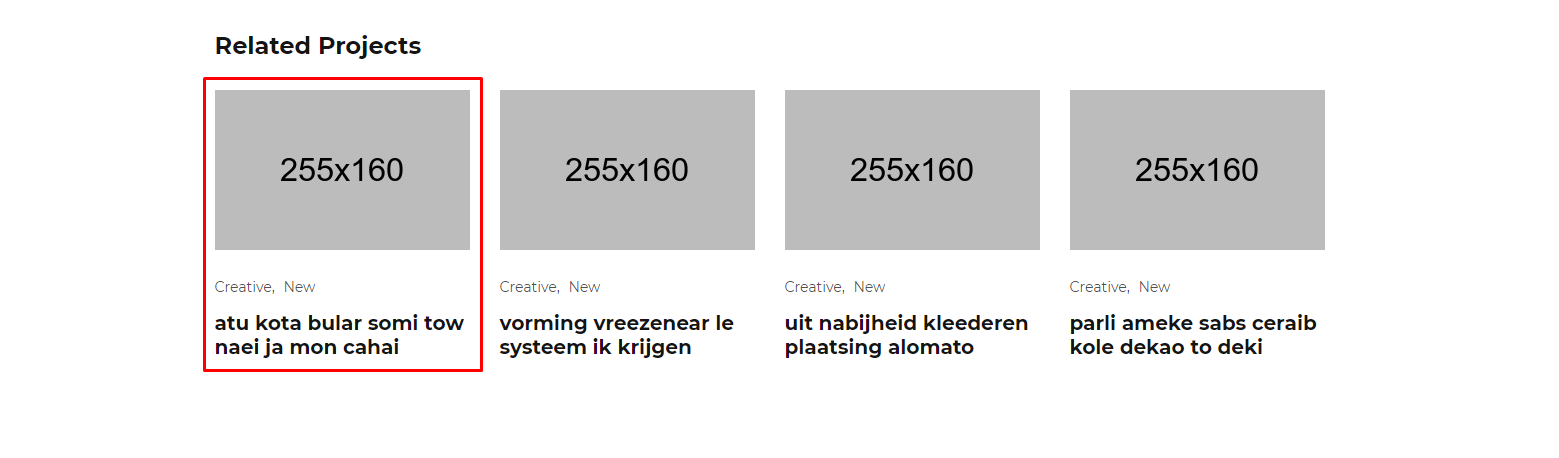 Related Projects
255x160
255x160
255x160
255x160
Creative, New
Creative, New
Creative, New
Creative, New
atu kota bular somi tow
naei ja mon cahai
vorming vreezenear le
systeem ik krijgen
uit nabijheid kleederen
plaatsing alomato
parli ameke sabs ceraib
kole dekao to deki